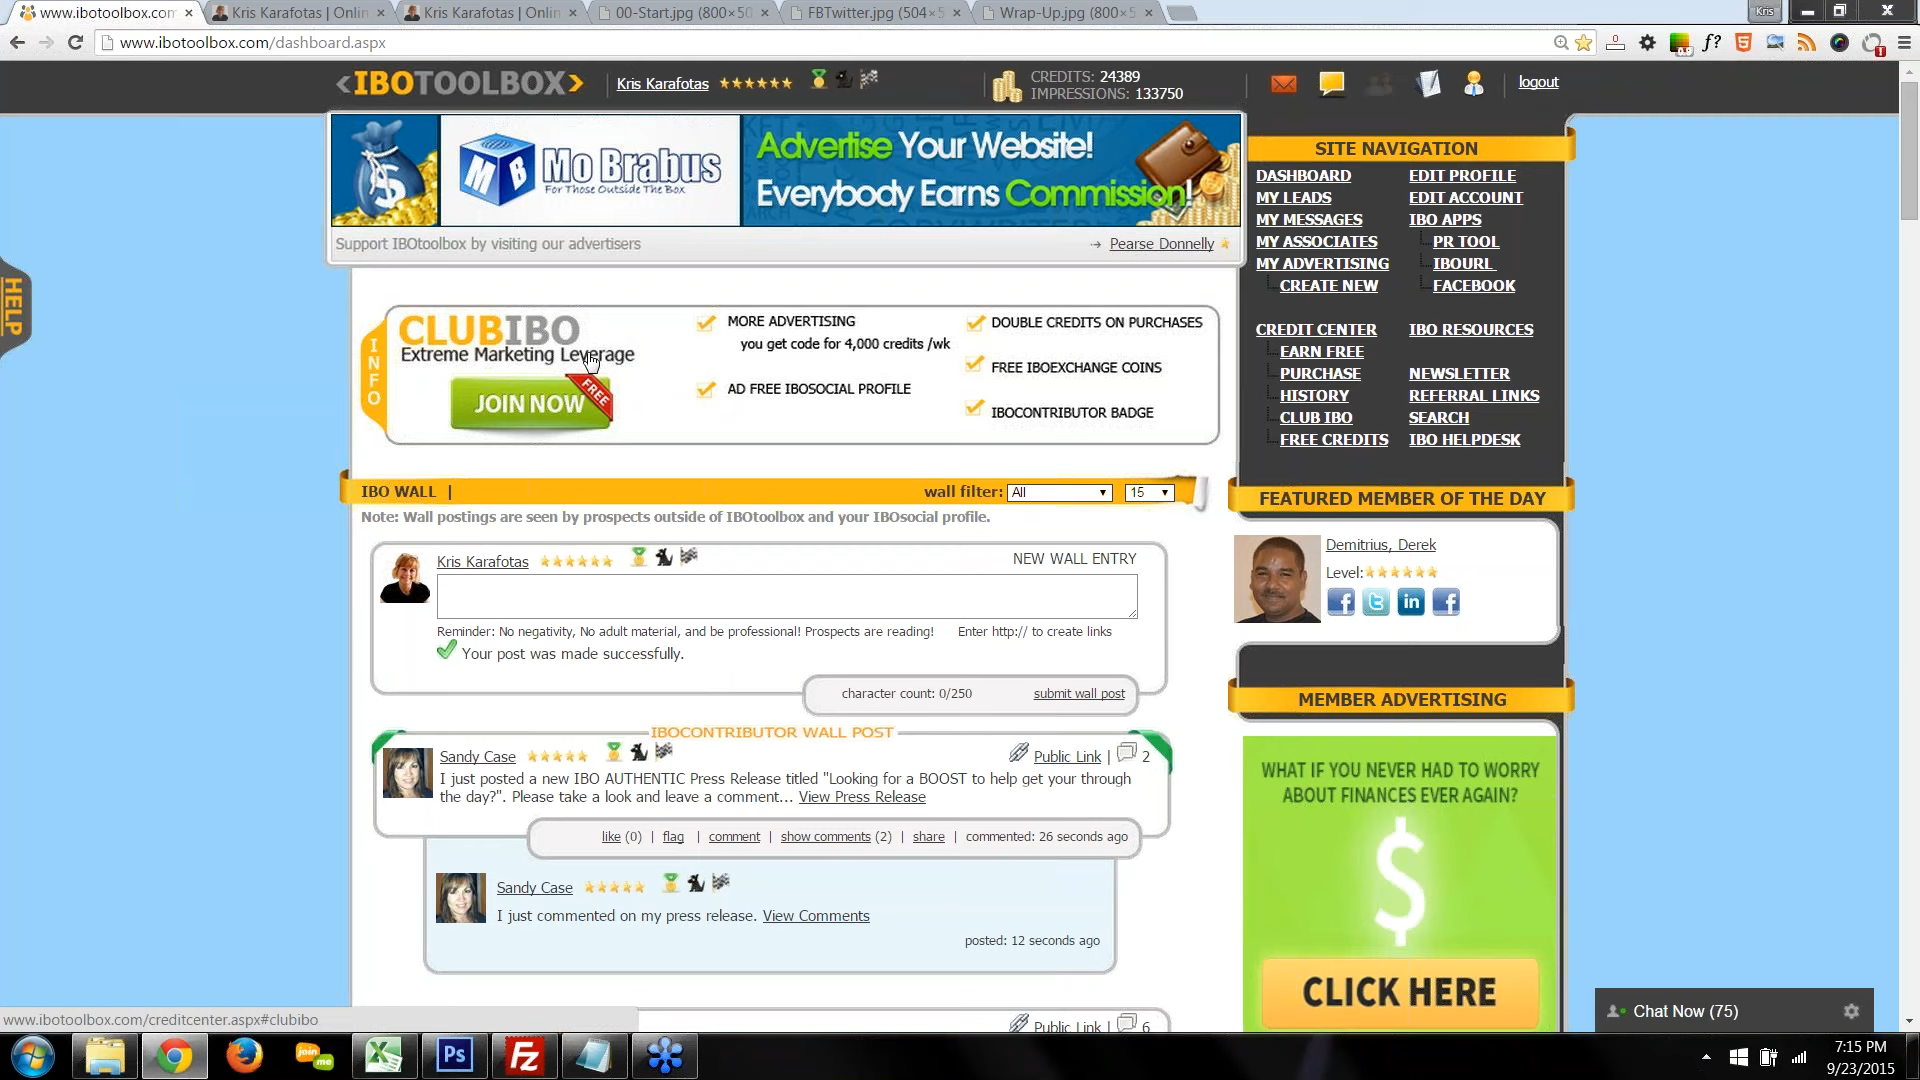 www.ibotoolbox.com
Kris Karafotas | Onlin
Kris Karafotas | Onlin
00-Start.jpg (800×50
FBTwitter.jpg (504×5
Wrap-Up.jpg (800×5
Kris
www.ibotoolbox.com/dashboard.aspx
<IBOTOOLBOX>
Kris Karafotas
CREDITS: 24389
IMPRESSIONS: 133750
logout
MB Mo Brabus
For Those Outside The Box
Advertise Your Website!
Everybody Earns Commission!
Support IBOtoolbox by visiting our advertisers
Pearse Donnelly
HELP
INFO
CLUBIBO
Extreme Marketing Leverage
JOIN NOW
FREE
MORE ADVERTISING
you get code for 4,000 credits /wk
AD FREE IBOSOCIAL PROFILE
DOUBLE CREDITS ON PURCHASES
FREE IBOEXCHANGE COINS
IBOCONTRIBUTOR BADGE
IBO WALL |
wall filter: All 15
Note: Wall postings are seen by prospects outside of IBOtoolbox and your IBOsocial profile.
Kris Karafotas
NEW WALL ENTRY
Reminder: No negativity, No adult material, and be professional! Prospects are reading! Enter http:// to create links
Your post was made successfully.
character count: 0/250 submit wall post
IBOCONTRIBUTOR WALL POST
Sandy Case
Public Link | 2
I just posted a new IBO AUTHENTIC Press Release titled "Looking for a BOOST to help get your through
the day?". Please take a look and leave a comment... View Press Release
like (0) | flag | comment | show comments (2) | share | commented: 26 seconds ago
Sandy Case
I just commented on my press release. View Comments
posted: 12 seconds ago
Public Link | 6
SITE NAVIGATION
DASHBOARD
MY LEADS
MY MESSAGES
MY ASSOCIATES
MY ADVERTISING
CREATE NEW
CREDIT CENTER
EARN FREE
PURCHASE
HISTORY
CLUB IBO
FREE CREDITS
EDIT PROFILE
EDIT ACCOUNT
IBO APPS
PR TOOL
IBOURL
FACEBOOK
IBO RESOURCES
NEWSLETTER
REFERRAL LINKS
SEARCH
IBO HELPDESK
FEATURED MEMBER OF THE DAY
Demitrius, Derek
Level:
MEMBER ADVERTISING
WHAT IF YOU NEVER HAD TO WORRY
ABOUT FINANCES EVER AGAIN?
$
CLICK HERE
Chat Now (75)
www.ibotoolbox.com/creditcenter.aspx#clubibo
join
me
Ps
7:15 PM
9/23/2015